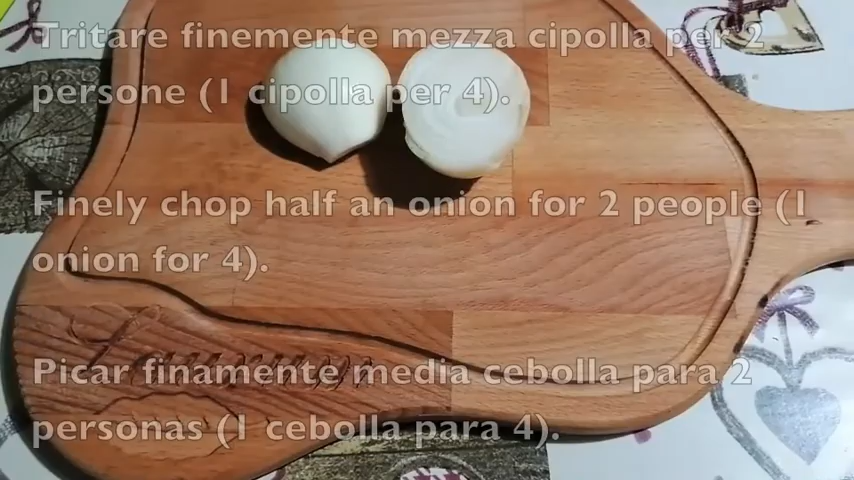 Tritare finemente mezza cipolla per 2
persone (1 cipolla per 4).
Finely chop half an onion for 2 people (1
onion for 4).
Picar finamente media cebolla para 2
personas (1 cebolla para 4).